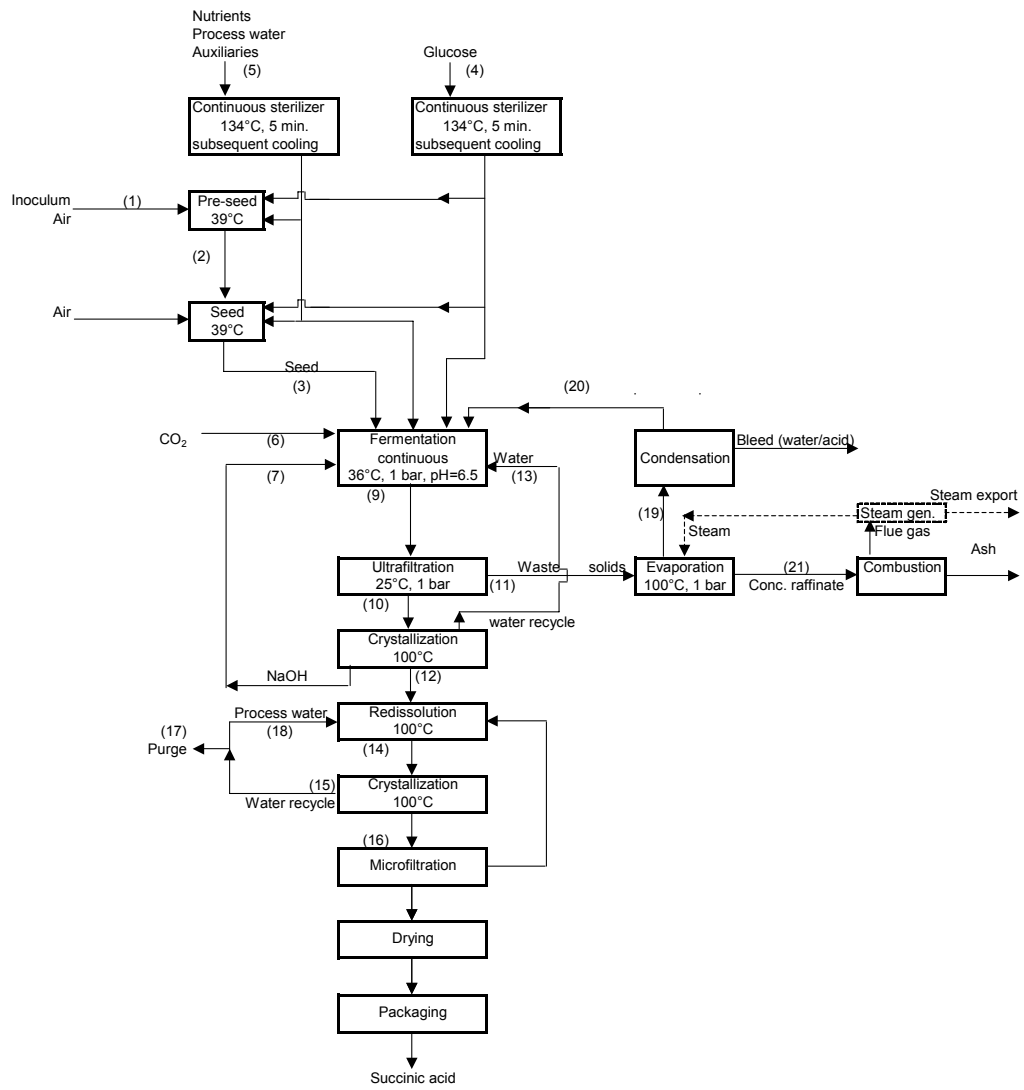 Nutrients
Process water
Auxiliaries
(5)
Glucose
(4)
Continuous sterilizer
134°C, 5 min.
subsequent cooling
Continuous sterilizer
134°C, 5 min.
subsequent cooling
Inoculum
Air
(1)
Pre-seed
39°C
(2)
Air
Seed
39°C
Seed
(3)
(20)
CO2
(6)
(7)
Fermentation
continuous
36°C, 1 bar, pH=6.5
(9)
Water
(13)
Condensation
Bleed (water/acid)
(19)
Steam
Steam gen.
Steam export
Flue gas
Ultrafiltration
25°C, 1 bar
(10)
Waste solids
(11)
Evaporation
100°C, 1 bar
(21)
Conc. raffinate
Combustion
Ash
water recycle
Crystallization
100°C
NaOH
(12)
Process water
(18)
(17)
Purge
Redissolution
100°C
(14)
(15)
Water recycle
Crystallization
100°C
(16)
Microfiltration
Drying
Packaging
Succinic acid